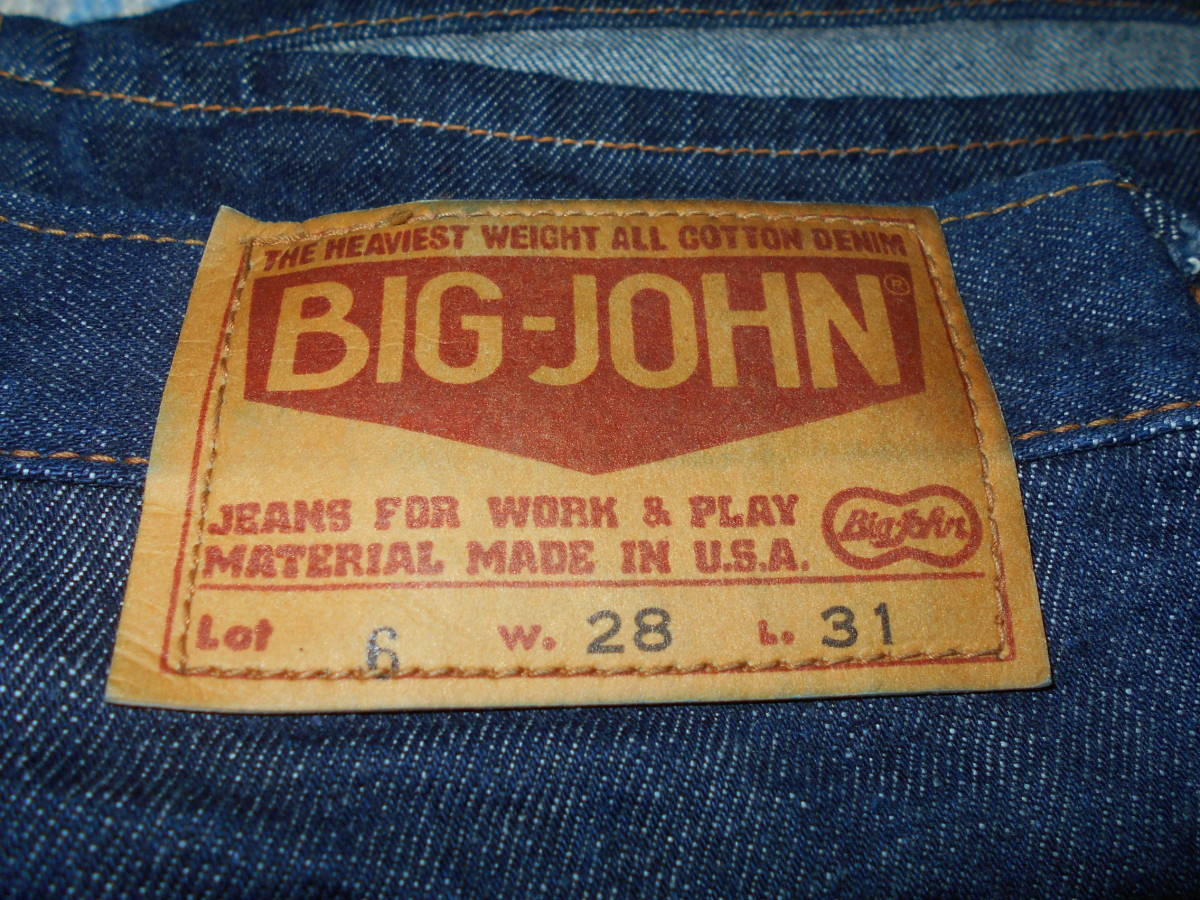 THE HEAVIEST WEIGHT ALL COTTON DENIM
BIG-JOHN®
JEANS FOR WORK & PLAY
MATERIAL MADE IN U.S.A.
Big John
Lot 6 W. 28 L. 31